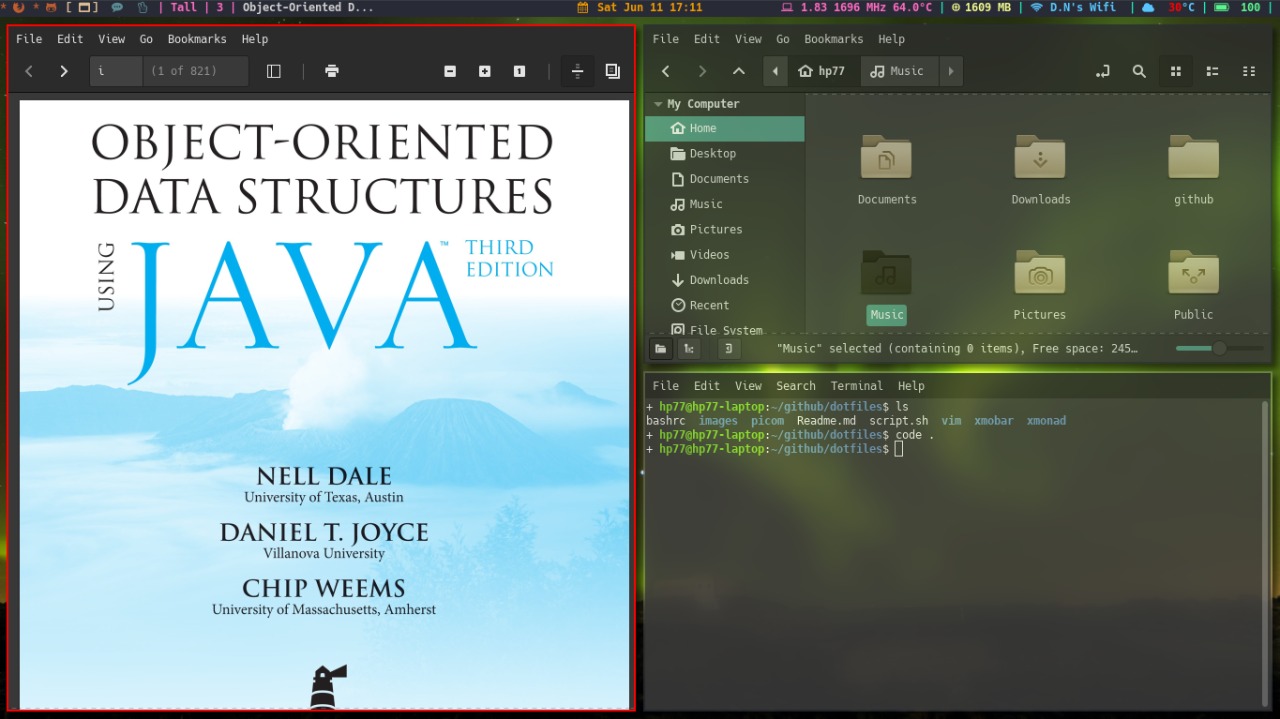 [ ] | Tall | 3 | Object-Oriented D... Sat Jun 11 17:11 1.83 1696 MHz 64.0°C | 1609 MB | D.N's Wifi | 30°C | 100 |
File Edit View Go Bookmarks Help
i (1 of 821)
OBJECT-ORIENTED
DATA STRUCTURES
USING
JAVA™
THIRD
EDITION
NELL DALE
University of Texas, Austin
DANIEL T. JOYCE
Villanova University
CHIP WEEMS
University of Massachusetts, Amherst
File Edit View Go Bookmarks Help
hp77 Music
My Computer
Home
Desktop
Documents
Music
Pictures
Videos
Downloads
Recent
File System
Documents Downloads github
Music Pictures Public
"Music" selected (containing 0 items), Free space: 245…
File Edit View Search Terminal Help
+ hp77@hp77-laptop:~/github/dotfiles$ ls
bashrc images picom Readme.md script.sh vim xmobar xmonad
+ hp77@hp77-laptop:~/github/dotfiles$ code .
+ hp77@hp77-laptop:~/github/dotfiles$